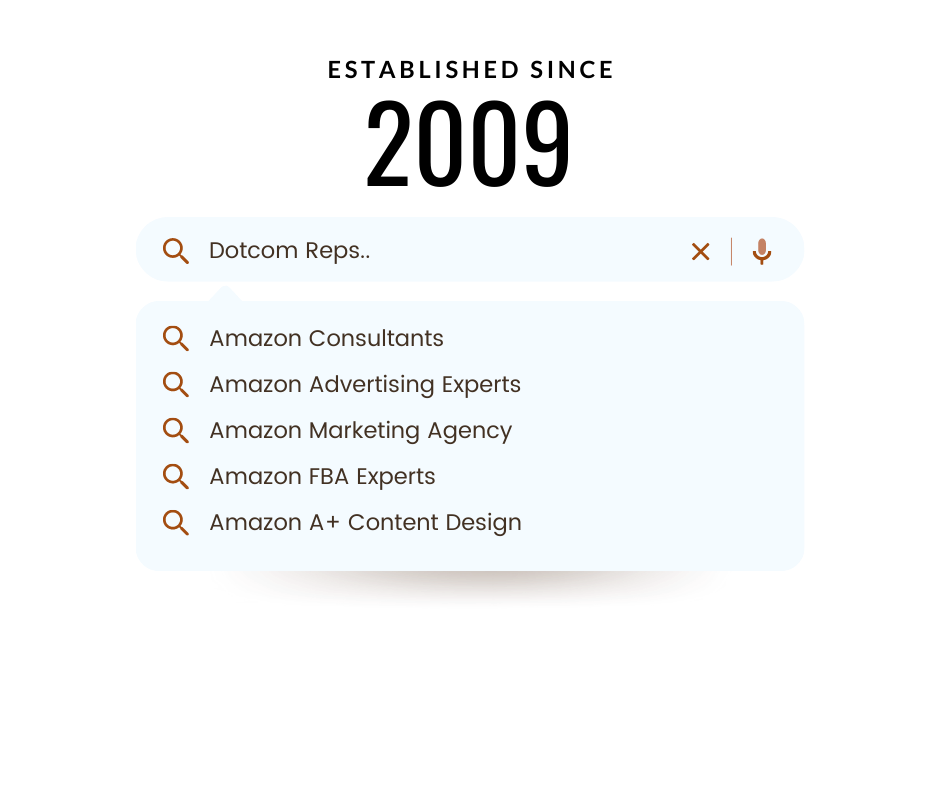 ESTABLISHED SINCE
2009
Dotcom Reps..
Amazon Consultants
Amazon Advertising Experts
Amazon Marketing Agency
Amazon FBA Experts
Amazon A+ Content Design